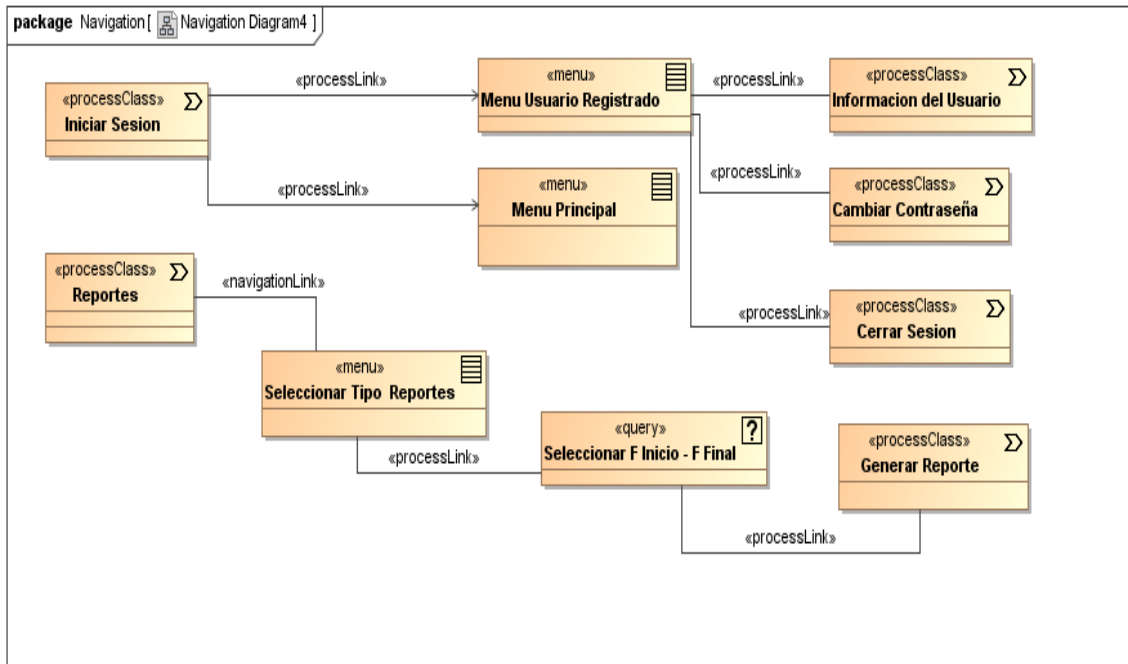 package Navigation [ Navigation Diagram4 ]
«processClass»
Iniciar Sesion
«processLink»
«menu»
Menu Usuario Registrado
«processLink»
«processClass»
Informacion del Usuario
«processLink»
«menu»
Menu Principal
«processLink»
«processClass»
Cambiar Contraseña
«processClass»
Reportes
«navigationLink»
«processLink»
«processClass»
Cerrar Sesion
«menu»
Seleccionar Tipo Reportes
«processLink»
«query»
Seleccionar F Inicio - F Final
«processClass»
Generar Reporte
«processLink»